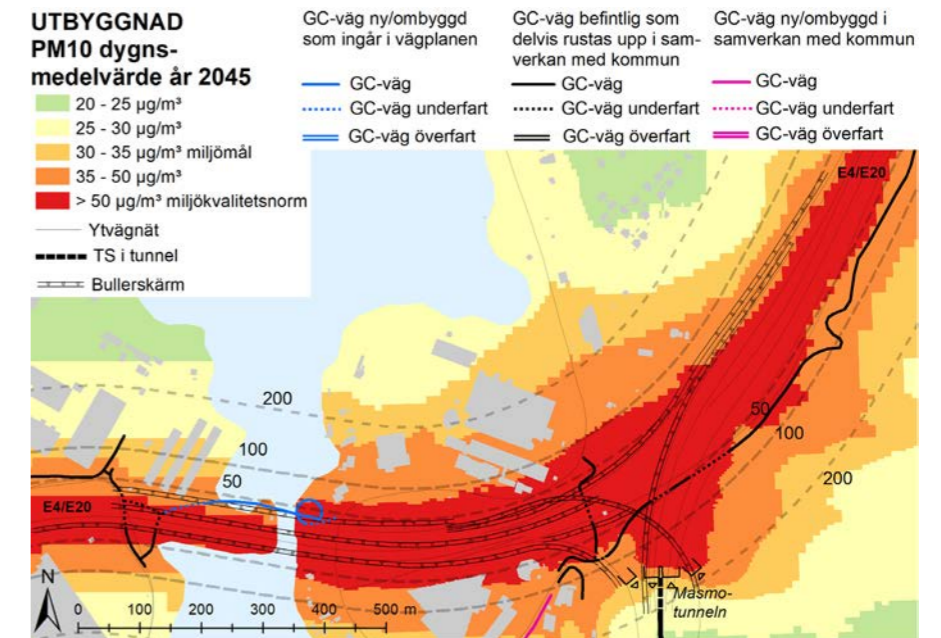 UTBYGGNAD
PM10 dygns-
medelvärde år 2045
20 - 25 µg/m³
25 - 30 µg/m³
30 - 35 µg/m³ miljömål
35 - 50 µg/m³
> 50 µg/m³ miljökvalitetsnorm
Ytvägnät
TS i tunnel
Bullerskärm
GC-väg ny/ombyggd
som ingår i vägplanen
GC-väg
GC-väg underfart
GC-väg överfart
GC-väg befintlig som
delvis rustas upp i sam-
verkan med kommun
GC-väg
GC-väg underfart
GC-väg överfart
GC-väg ny/ombyggd i
samverkan med kommun
GC-väg
GC-väg underfart
GC-väg överfart
E4/E20
200
100
50
50
100
200
E4/E20
Masmo-
tunneln
N
0 100 200 300 400 500 m